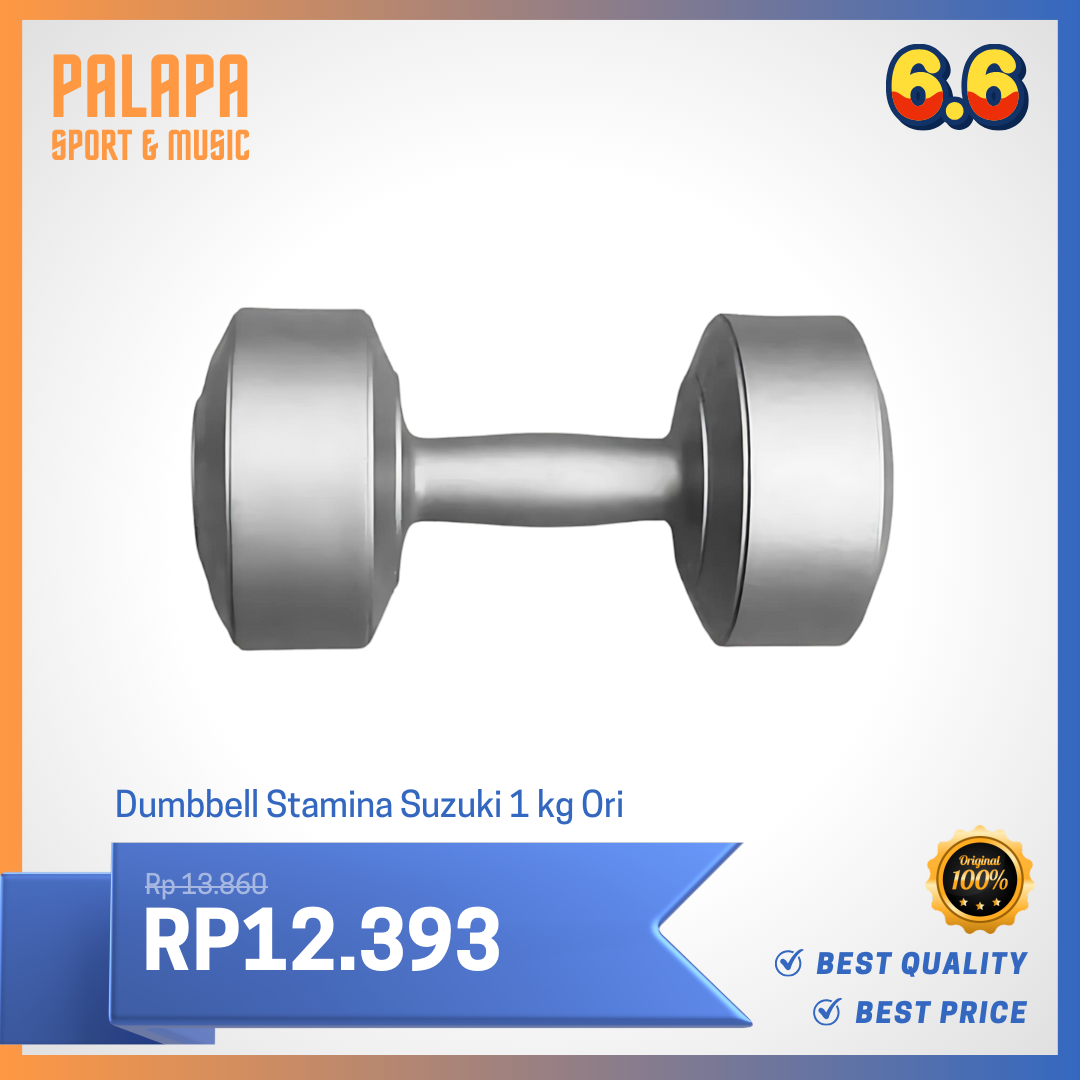 PALAPA
SPORT & MUSIC
6.6
Dumbbell Stamina Suzuki 1 kg Ori
Rp 13.860
RP12.393
Original
100%
BEST QUALITY
BEST PRICE